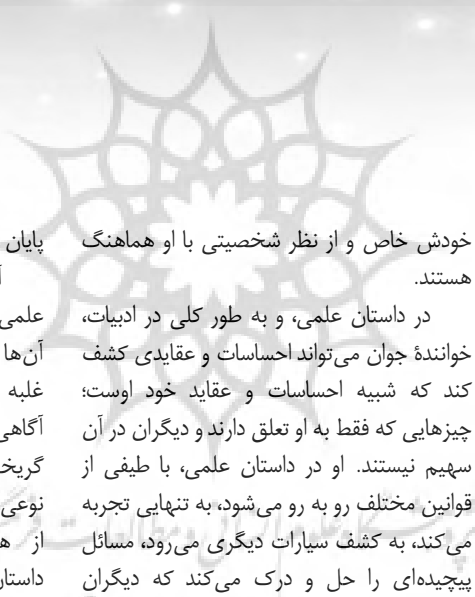 خودش خاص و از نظر شخصیتی با او هماهنگ
هستند.
در داستان علمی، و به طور کلی در ادبیات،
خوانندهٔ جوان می‌تواند احساسات و عقایدی کشف
کند که شبیه احساسات و عقاید خود اوست؛
چیزهایی که فقط به او تعلق دارند و دیگران در آن
سهیم نیستند. او در داستان علمی، با طیفی از
قوانین مختلف رو به رو می‌شود، به تنهایی تجربه
می‌کند، به کشف سیارات دیگری می‌رود، مسائل
پیچیده‌ای را حل و درک می‌کند که دیگران
پایان
علمی
آن‌ها
غلبه
آگاهی
گریخ
نوعی
از
داستان